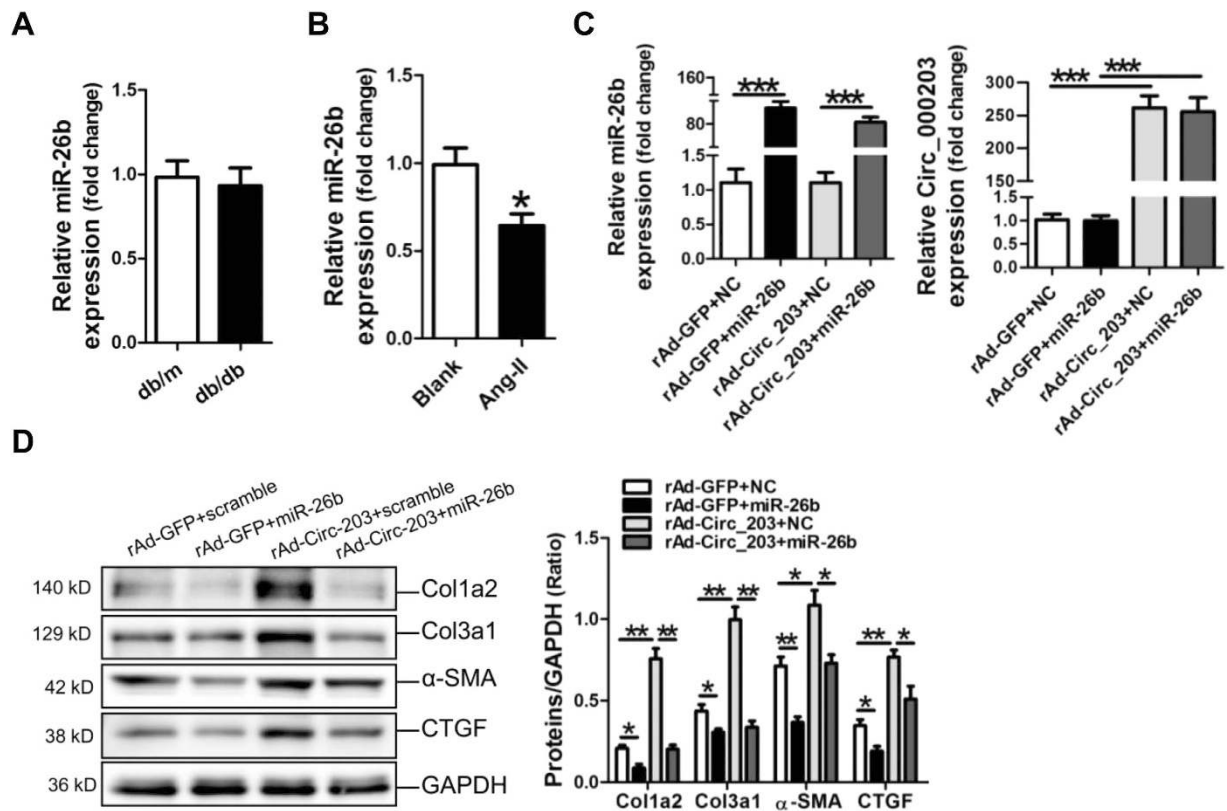 A
Relative miR-26b
expression (fold change)
1.5
1.0
0.5
0.0
db/m
db/db
B
Relative miR-26b
expression (fold change)
1.5
1.0
0.5
0.0
*
Blank
Ang-II
C
Relative miR-26b
expression (fold change)
160
80
1.5
1.0
0.5
0.0
***
***
rAd-GFP+NC
rAd-GFP+miR-26b
rAd-Circ_203+NC
rAd-Circ_203+miR-26b
Relative Circ_000203
expression (fold change)
300
250
200
150
100
1.5
1.0
0.5
0.0
***
***
rAd-GFP+NC
rAd-GFP+miR-26b
rAd-Circ_203+NC
rAd-Circ_203+miR-26b
D
rAd-GFP+scramble
rAd-GFP+miR-26b
rAd-Circ-203+scramble
rAd-Circ-203+miR-26b
140 kD
Col1a2
129 kD
Col3a1
42 kD
α-SMA
38 kD
CTGF
36 kD
GAPDH
rAd-GFP+NC
rAd-GFP+miR-26b
rAd-Circ_203+NC
rAd-Circ_203+miR-26b
Proteins/GAPDH (Ratio)
1.5
1.0
0.5
0.0
** **
*
** **
*
* *
**
** *
*
Col1a2
Col3a1
α-SMA
CTGF